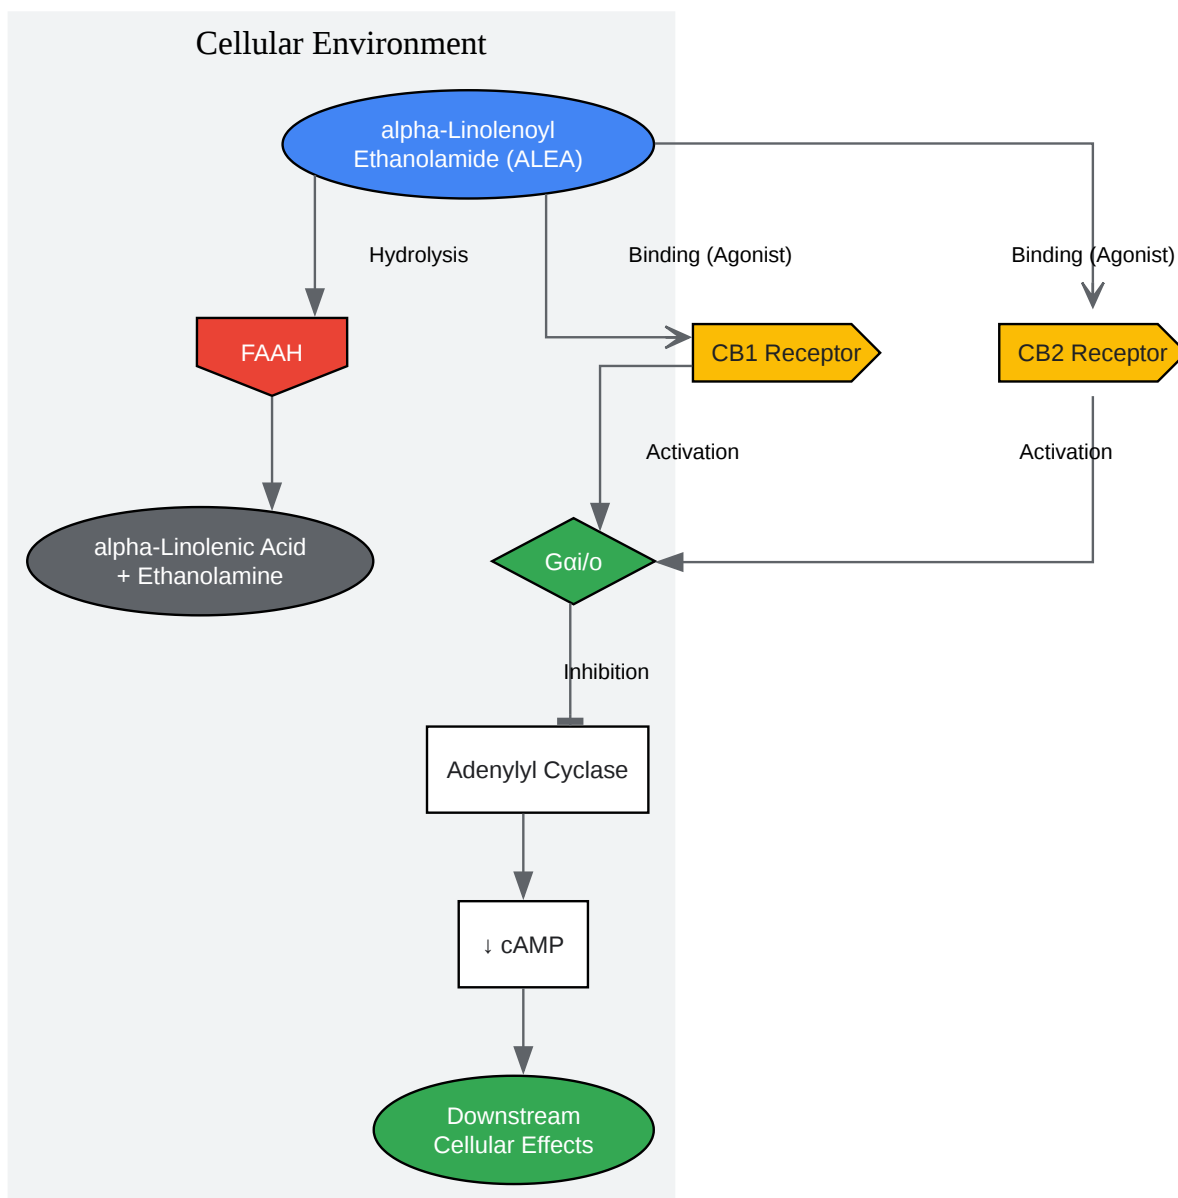 Cellular Environment
alpha-Linolenoyl
Ethanolamide (ALEA)
Hydrolysis
Binding (Agonist)
Binding (Agonist)
FAAH
CB1 Receptor
CB2 Receptor
Activation
Activation
alpha-Linolenic Acid
+ Ethanolamine
Gαi/o
Inhibition
Adenylyl Cyclase
↓ cAMP
Downstream
Cellular Effects